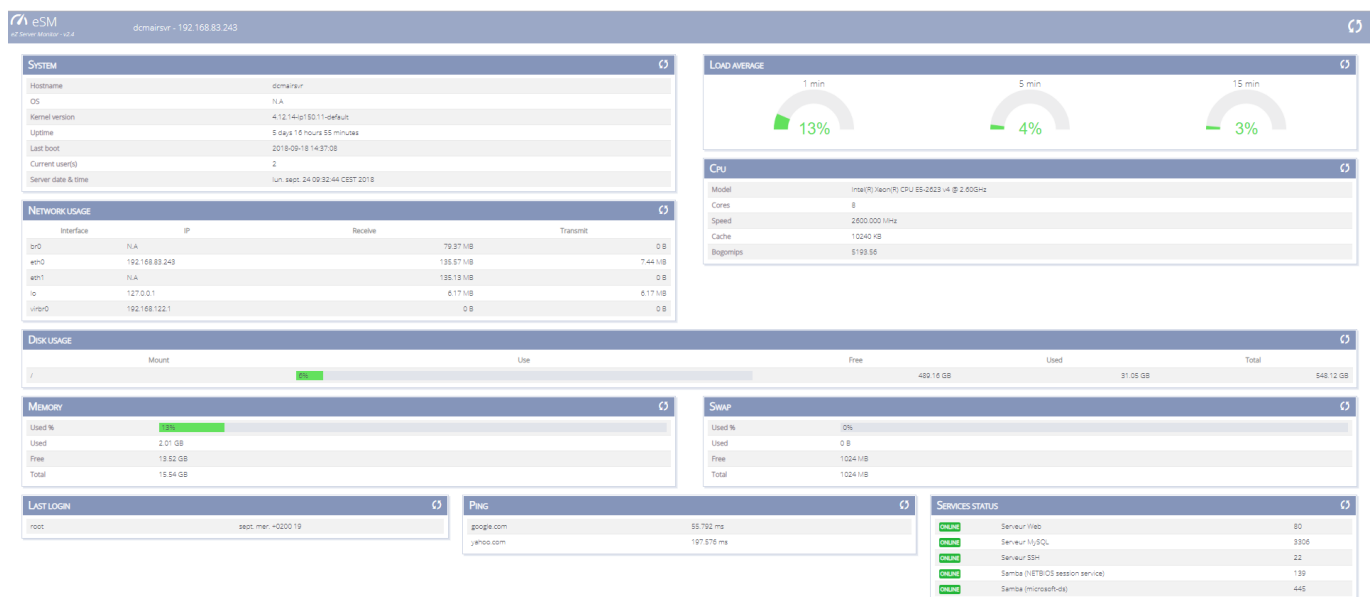 eSM
eZ Server Monitor - v2.4
dcmairsvr - 192.168.83.243
SYSTEM
Hostname dcmairsvr
OS N.A
Kernel version 4.12.14-lp150.11-default
Uptime 5 days 16 hours 55 minutes
Last boot 2018-09-18 14:37:08
Current user(s) 2
Server date & time lun. sept. 24 09:32:44 CEST 2018
LOAD AVERAGE
1 min 5 min 15 min
13% 4% 3%
CPU
Model Intel(R) Xeon(R) CPU E5-2623 v4 @ 2.60GHz
Cores 8
Speed 2600.000 MHz
Cache 10240 KB
Bogomips 5193.56
NETWORK USAGE
Interface IP Receive Transmit
br0 N.A 79.37 MB 0 B
eth0 192.168.83.243 135.57 MB 7.44 MB
eth1 N.A 135.13 MB 0 B
lo 127.0.0.1 6.17 MB 6.17 MB
virbr0 192.168.122.1 0 B 0 B
DISK USAGE
Mount Use Free Used Total
/ 6% 489.16 GB 31.05 GB 548.12 GB
MEMORY
Used % 13%
Used 2.01 GB
Free 13.52 GB
Total 15.54 GB
SWAP
Used % 0%
Used 0 B
Free 1024 MB
Total 1024 MB
LAST LOGIN
root sept. mer. +0200 19
PING
google.com 55.792 ms
yahoo.com 197.576 ms
SERVICES STATUS
ONLINE Serveur Web 80
ONLINE Serveur MySQL 3306
ONLINE Serveur SSH 22
ONLINE Samba (NETBIOS session service) 139
ONLINE Samba (microsoft-ds) 445